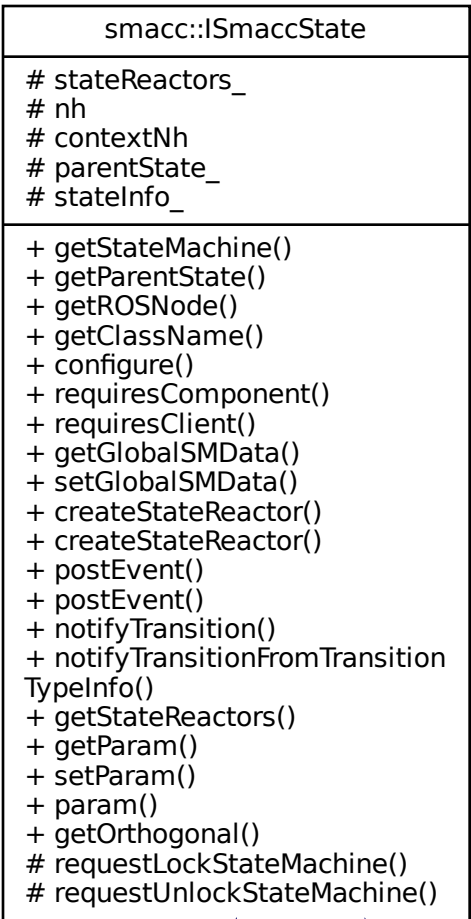 smacc::ISmaccState
# stateReactors_
# nh
# contextNh
# parentState_
# stateInfo_
+ getStateMachine()
+ getParentState()
+ getROSNode()
+ getClassName()
+ configure()
+ requiresComponent()
+ requiresClient()
+ getGlobalSMData()
+ setGlobalSMData()
+ createStateReactor()
+ createStateReactor()
+ postEvent()
+ postEvent()
+ notifyTransition()
+ notifyTransitionFromTransition
TypeInfo()
+ getStateReactors()
+ getParam()
+ setParam()
+ param()
+ getOrthogonal()
# requestLockStateMachine()
# requestUnlockStateMachine()